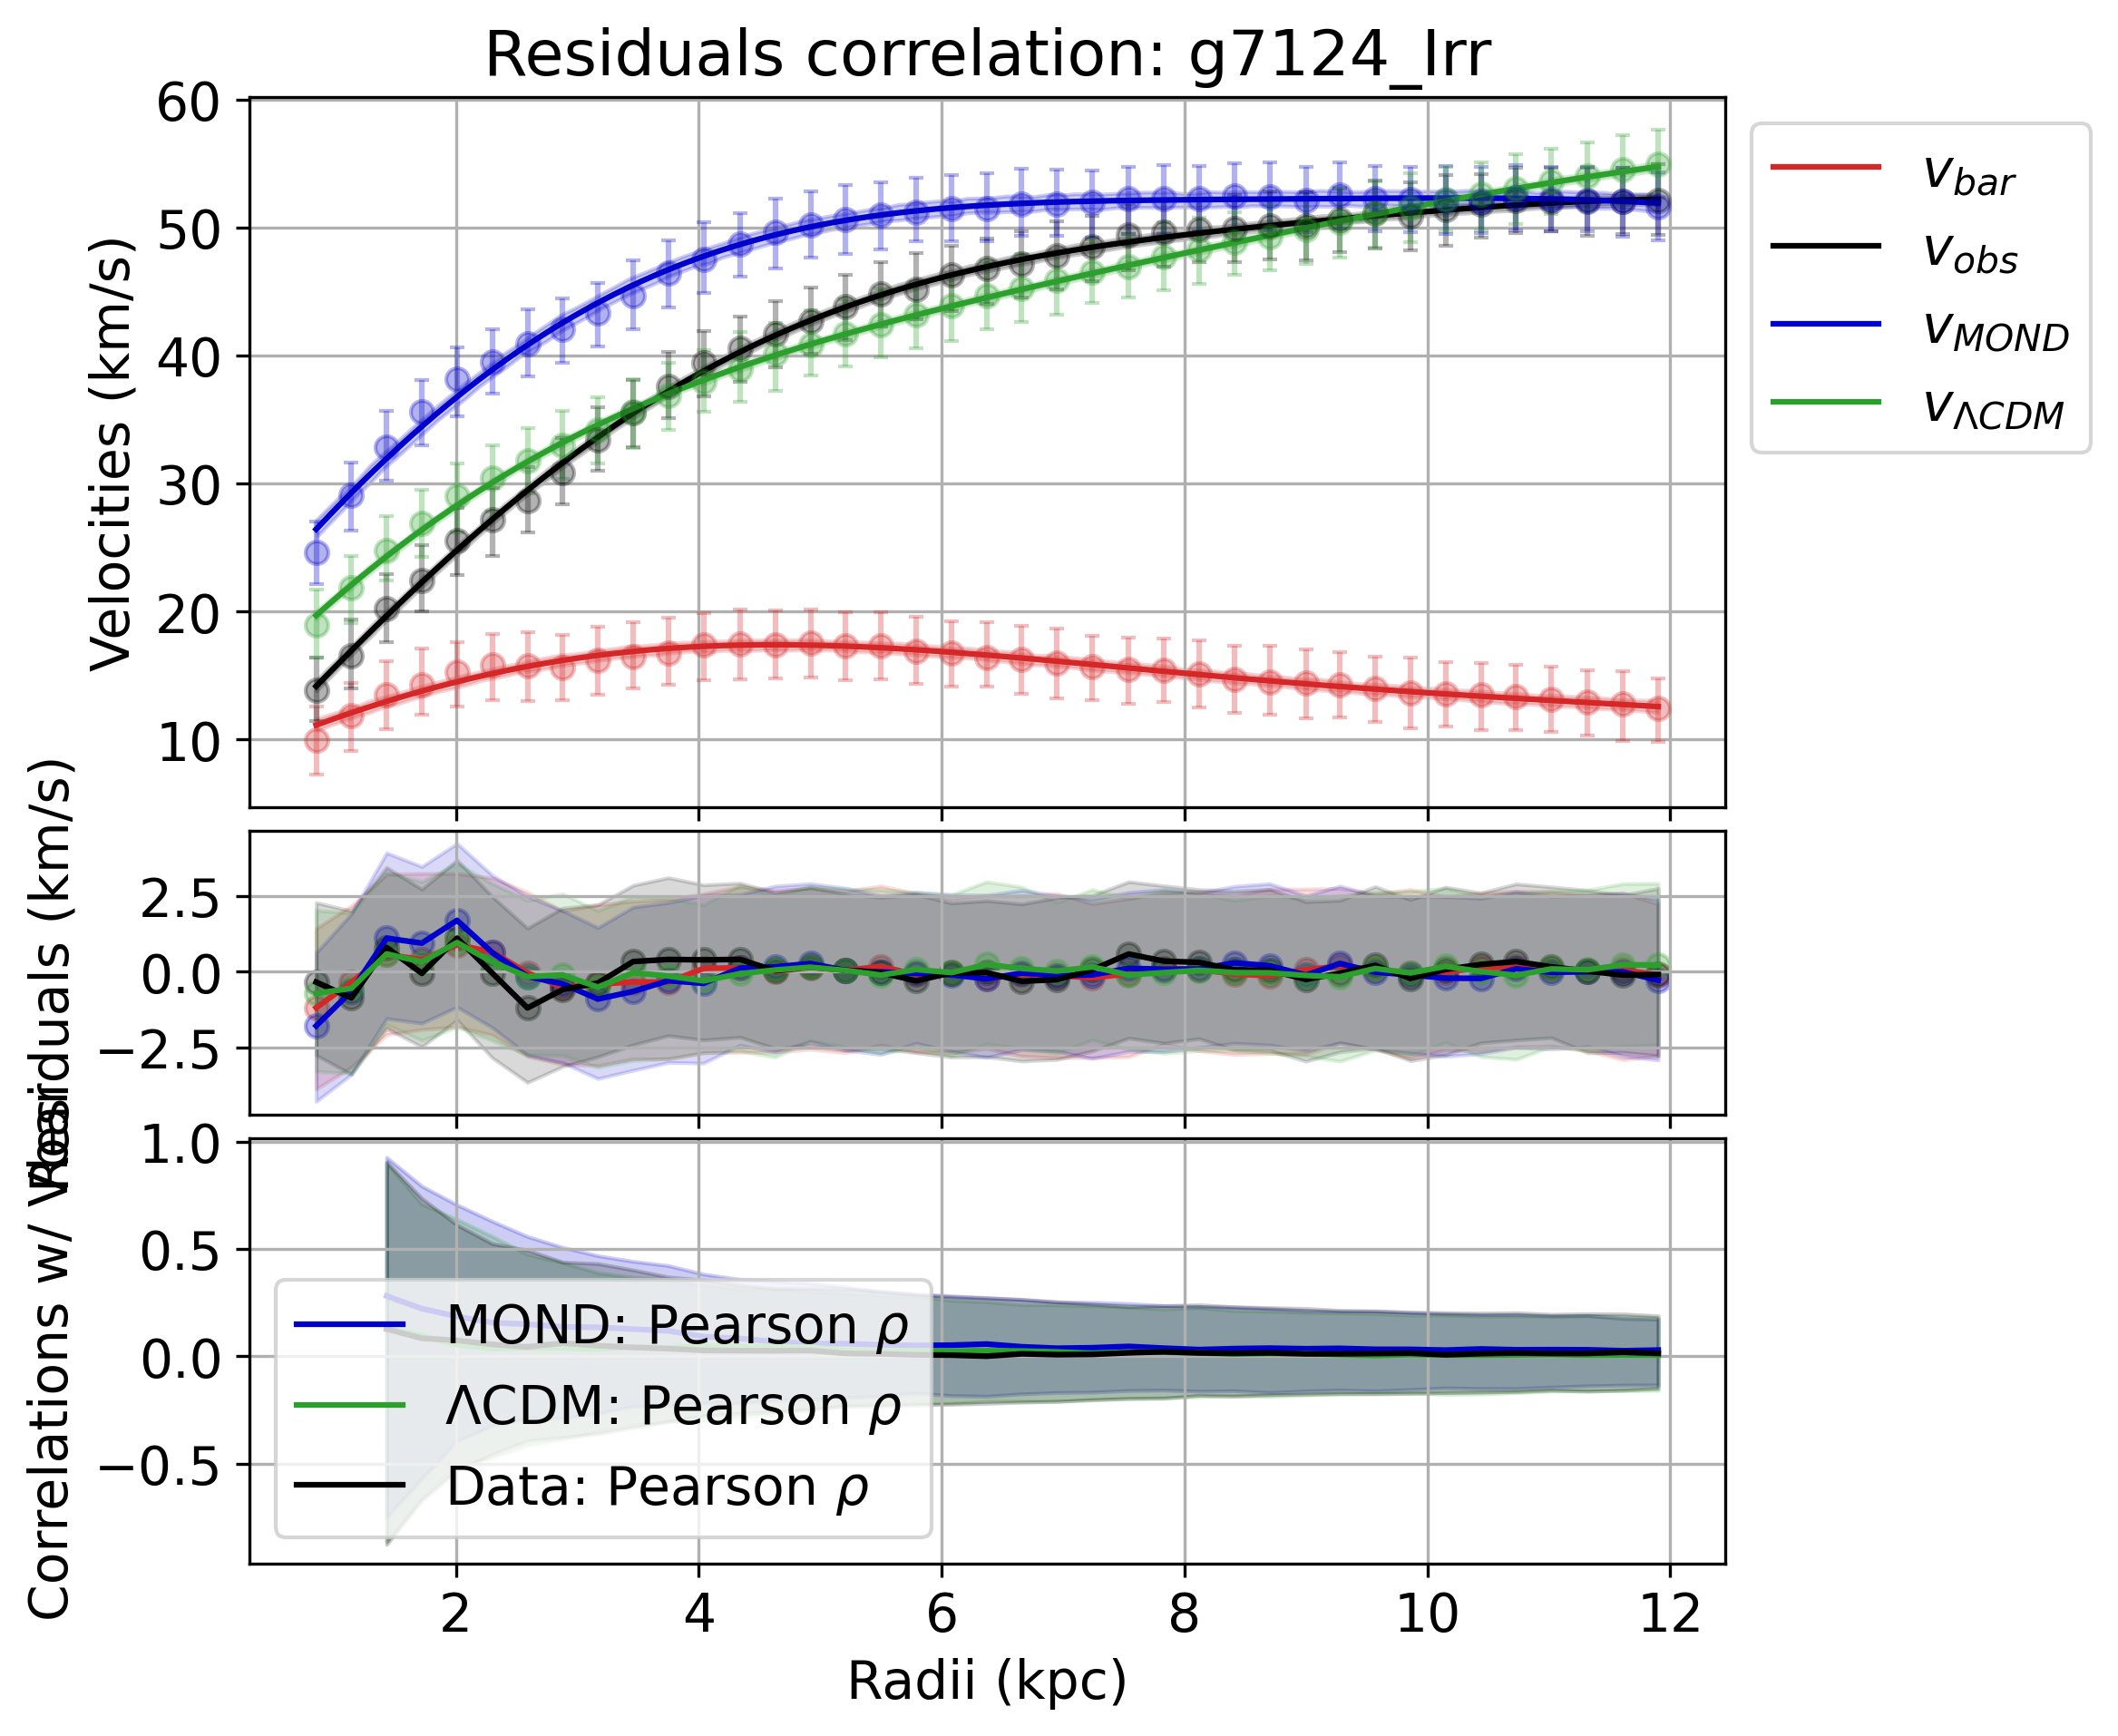 Residuals correlation: g7124_Irr
60
50
40
30
20
10
Velocities (km/s)
v_bar
v_obs
v_MOND
v_ΛCDM
2.5
0.0
−2.5
Residuals (km/s)
1.0
0.5
0.0
−0.5
Correlations w/ Vbar
MOND: Pearson ρ
ΛCDM: Pearson ρ
Data: Pearson ρ
2 4 6 8 10 12
Radii (kpc)